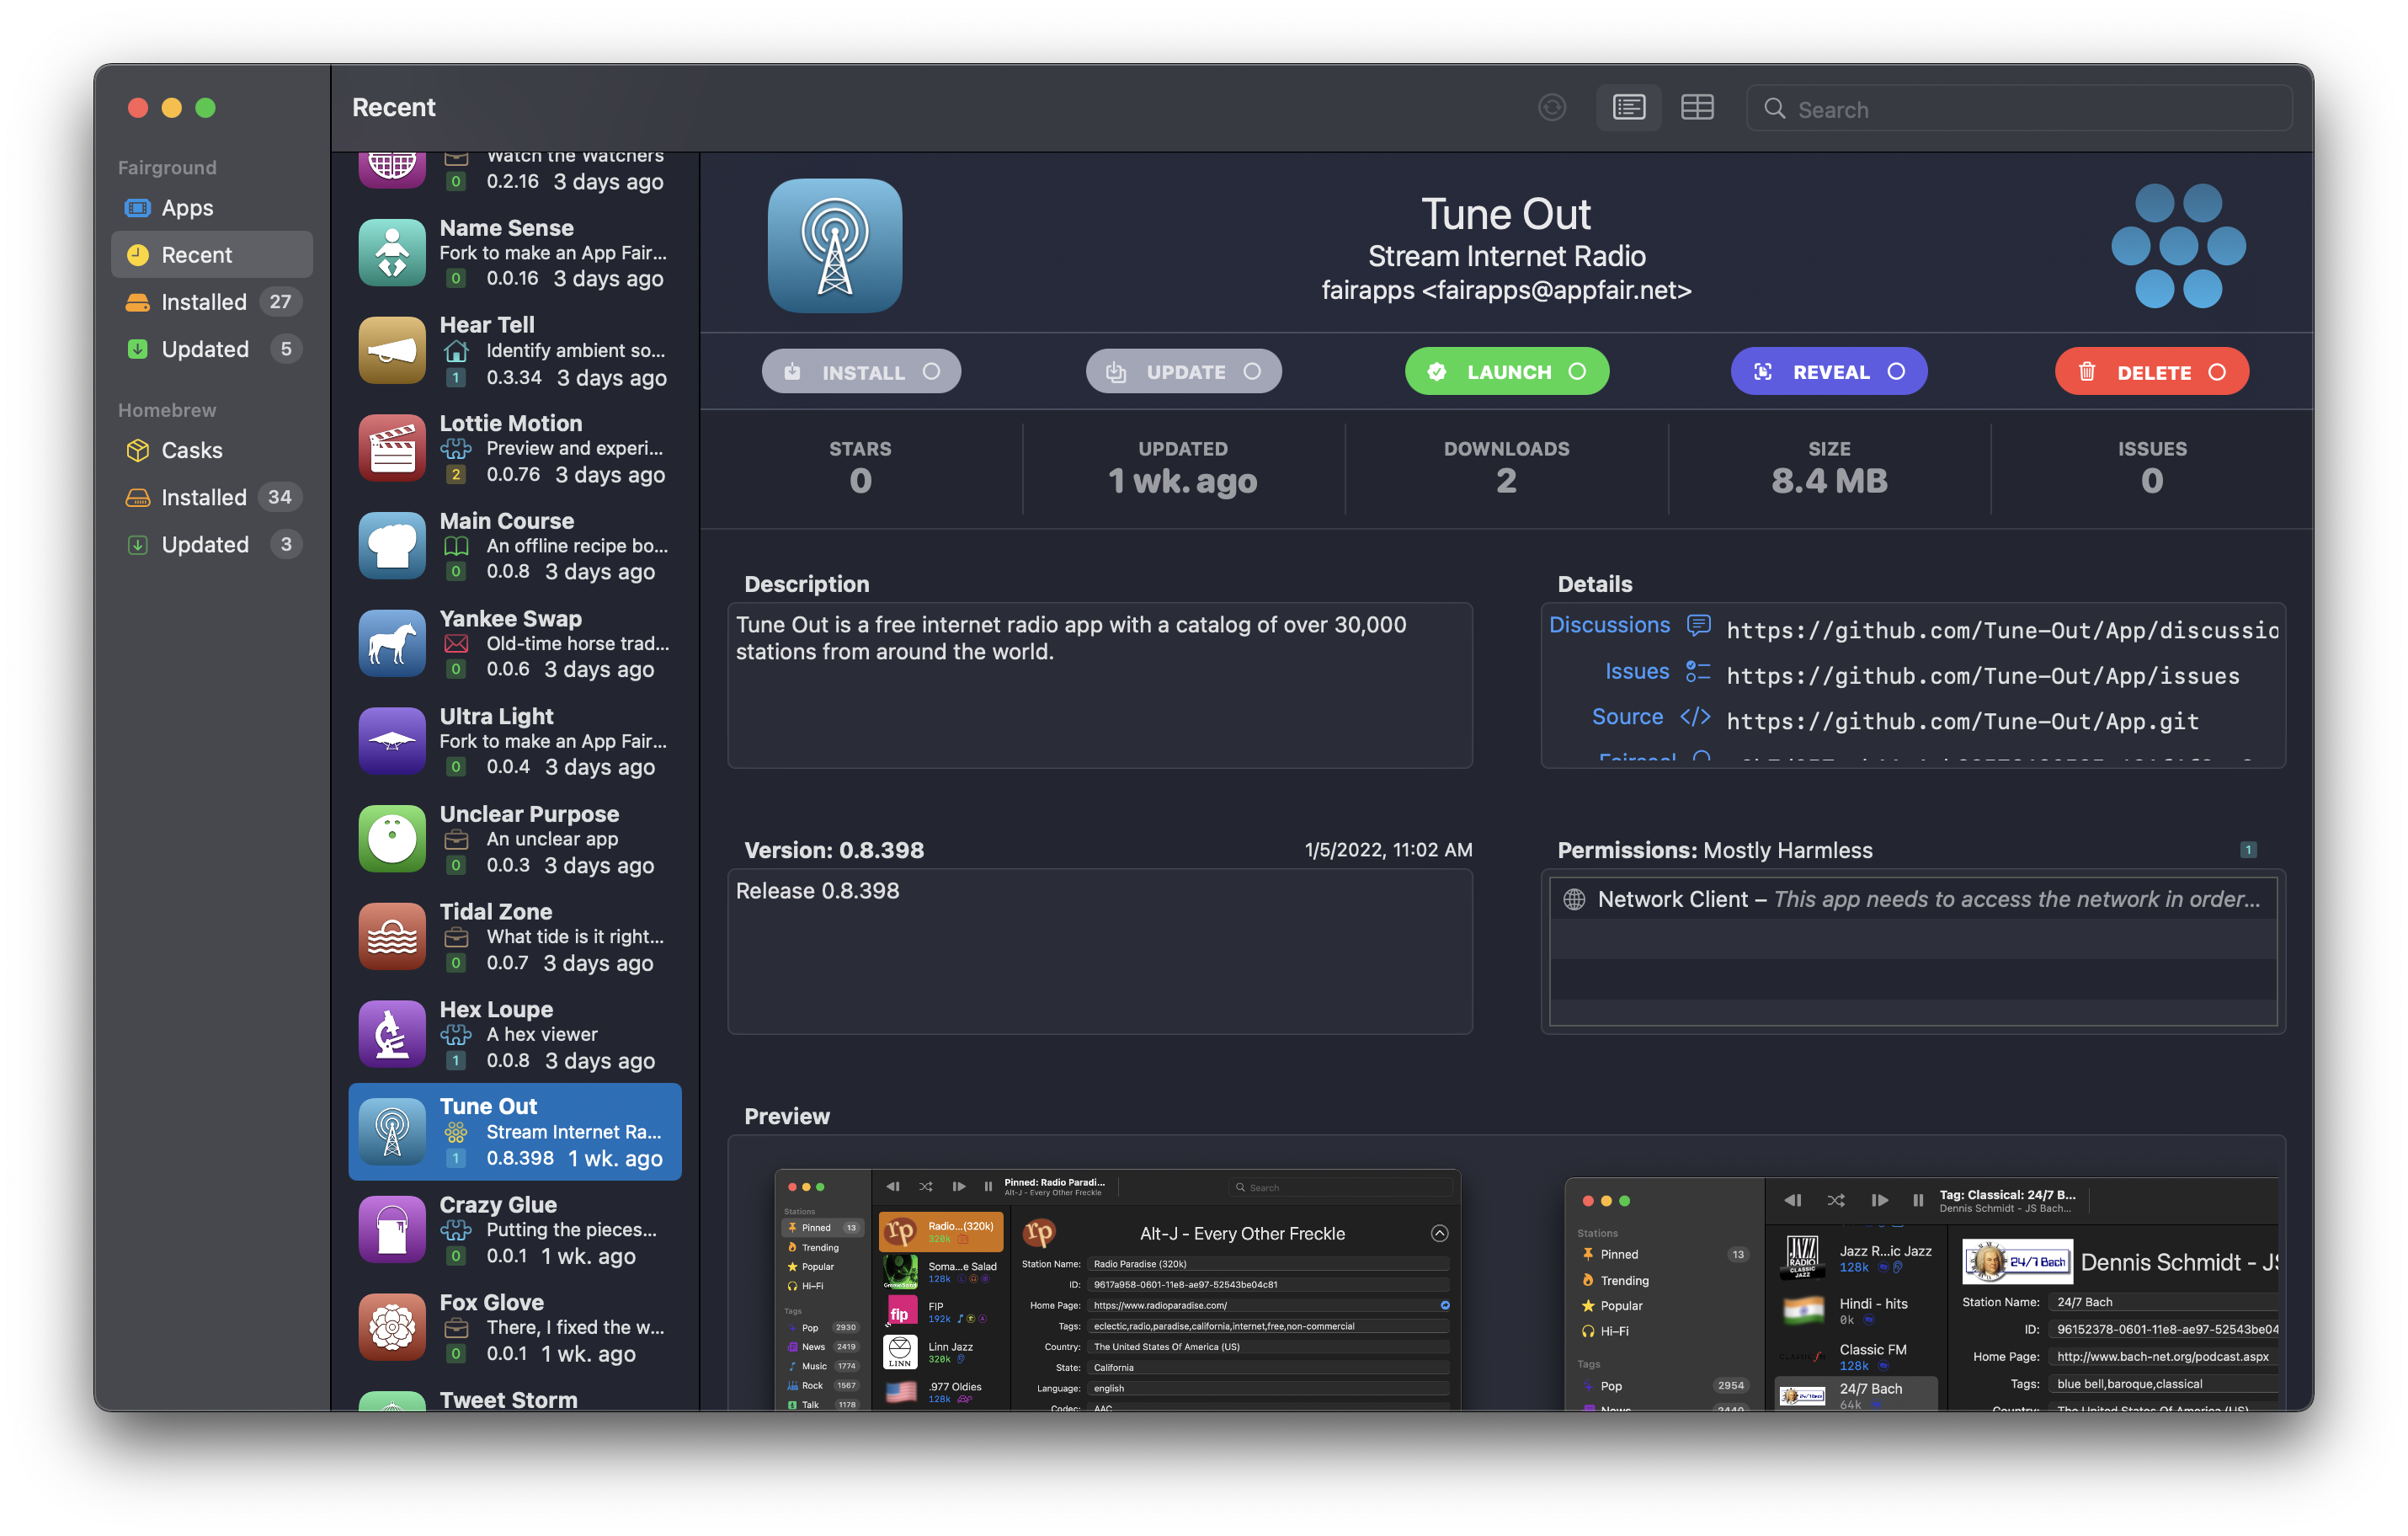 Recent
Search
Fairground
Apps
Recent
Installed 27
Updated 5
Homebrew
Casks
Installed 34
Updated 3
Watch the Watchers
0 0.2.16 3 days ago
Name Sense
Fork to make an App Fair...
0 0.0.16 3 days ago
Hear Tell
Identify ambient so...
1 0.3.34 3 days ago
Lottie Motion
Preview and experi...
2 0.0.76 3 days ago
Main Course
An offline recipe bo...
0 0.0.8 3 days ago
Yankee Swap
Old-time horse trad...
0 0.0.6 3 days ago
Ultra Light
Fork to make an App Fair...
0 0.0.4 3 days ago
Unclear Purpose
An unclear app
0 0.0.3 3 days ago
Tidal Zone
What tide is it right...
0 0.0.7 3 days ago
Hex Loupe
A hex viewer
1 0.0.8 3 days ago
Tune Out
Stream Internet Ra...
1 0.8.398 1 wk. ago
Crazy Glue
Putting the pieces...
0 0.0.1 1 wk. ago
Fox Glove
There, I fixed the w...
0 0.0.1 1 wk. ago
Tweet Storm
Tune Out
Stream Internet Radio
fairapps <fairapps@appfair.net>
INSTALL UPDATE LAUNCH REVEAL DELETE
STARS UPDATED DOWNLOADS SIZE ISSUES
0 1 wk. ago 2 8.4 MB 0
Description
Tune Out is a free internet radio app with a catalog of over 30,000
stations from around the world.
Details
Discussions https://github.com/Tune-Out/App/discussio
Issues https://github.com/Tune-Out/App/issues
Source </> https://github.com/Tune-Out/App.git
Version: 0.8.398 1/5/2022, 11:02 AM
Release 0.8.398
Permissions: Mostly Harmless 1
Network Client – This app needs to access the network in order...
Preview
Pinned: Radio Paradi...
Alt-J - Every Other Freckle
Search
Stations
Pinned 13
Trending
Popular
Hi-Fi
Tags
Pop 2930
News 2419
Music 1774
Rock 1567
Talk 1178
rp
Radio...(320k)
320k
Soma...e Salad
128k
fip
FIP
192k
LINN
Linn Jazz
320k
.977 Oldies
128k
rp
Alt-J - Every Other Freckle
Station Name: Radio Paradise (320k)
ID: 9617a958-0601-11e8-ae97-52543be04c81
Home Page: https://www.radioparadise.com/
Tags: eclectic,radio,paradise,california,internet,free,non-commercial
Country: The United States Of America (US)
State: California
Language: english
Codec: AAC
Tag: Classical: 24/7 B...
Dennis Schmidt - JS Bach...
Stations
Pinned 13
Trending
Popular
Hi-Fi
Tags
Pop 2954
News 2440
JAZZ RADIO
CLASSIC JAZZ
Jazz R...ic Jazz
128k
Hindi - hits
0k
Classic FM
128k
24/7 Bach
64k
24/7 Bach
Dennis Schmidt - JS
Station Name: 24/7 Bach
ID: 96152378-0601-11e8-ae97-52543be04
Home Page: http://www.bach-net.org/podcast.aspx
Tags: blue bell,baroque,classical
Country: The United States Of America (US)